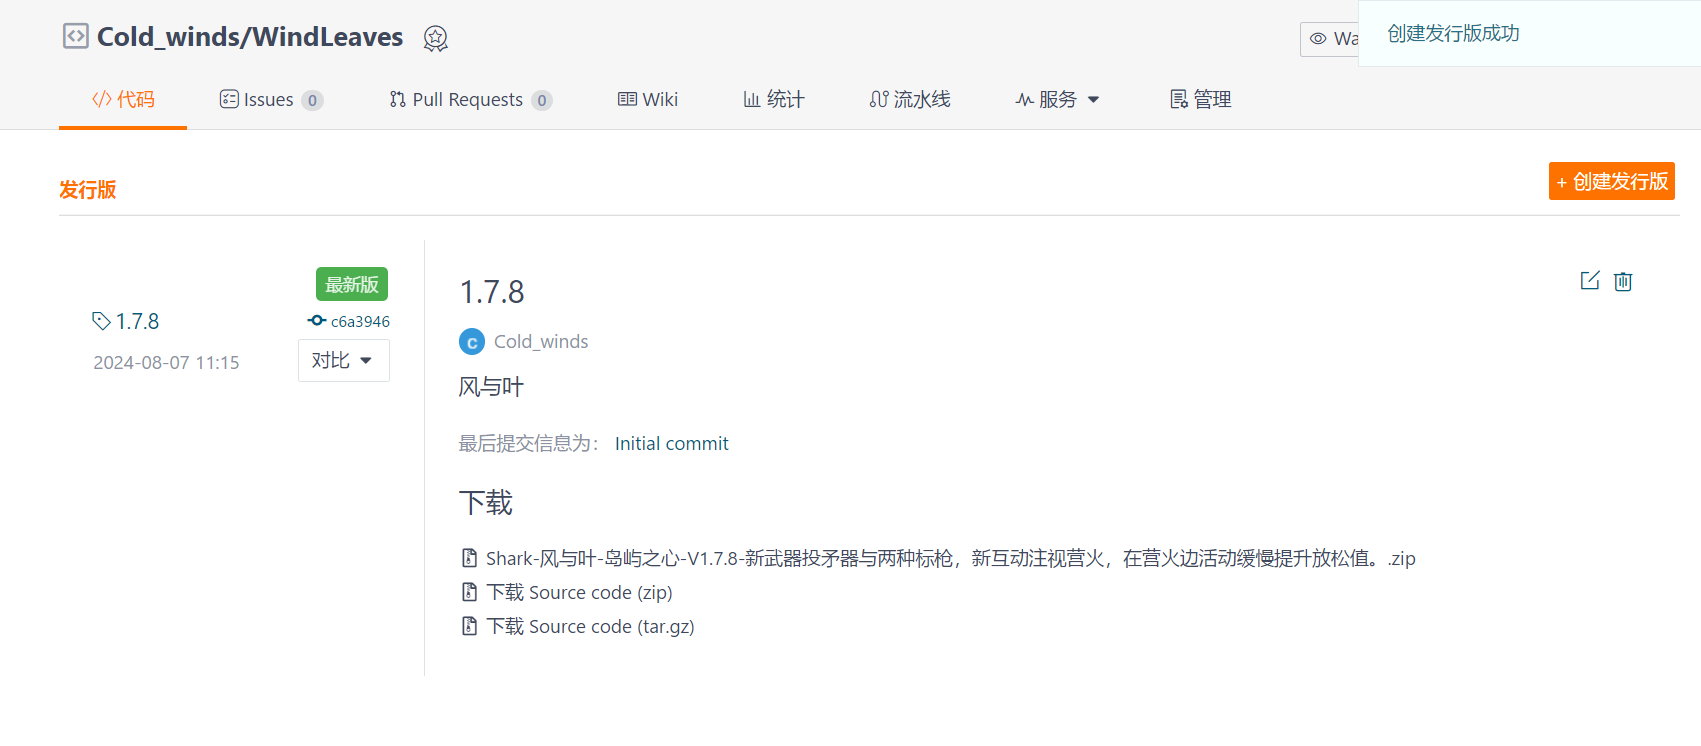 Cold_winds/WindLeaves
创建发行版成功
代码 Issues 0 Pull Requests 0 Wiki 统计 流水线 服务 管理
发行版
+ 创建发行版
最新版
1.7.8
c6a3946
2024-08-07 11:15
对比
1.7.8
C Cold_winds
风与叶
最后提交信息为： Initial commit
下载
Shark-风与叶-岛屿之心-V1.7.8-新武器投矛器与两种标枪，新互动注视营火，在营火边活动缓慢提升放松值。.zip
下载 Source code (zip)
下载 Source code (tar.gz)